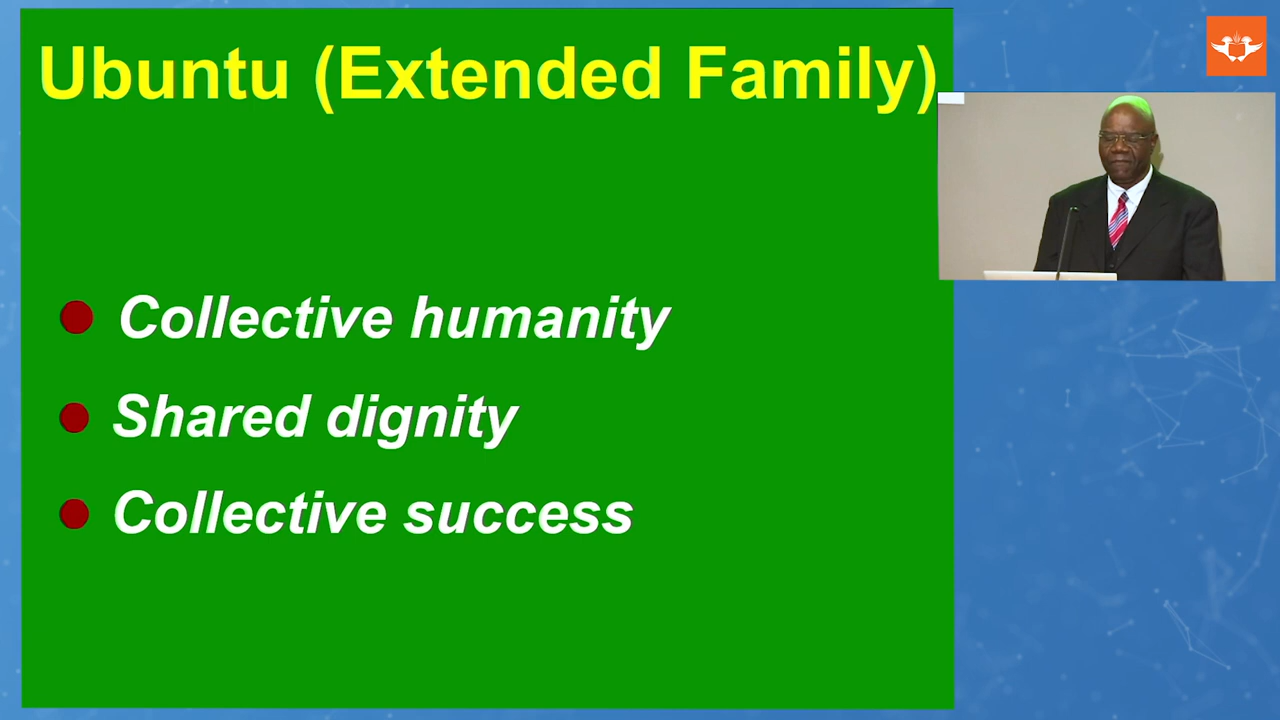 Ubuntu (Extended Family)
Collective humanity
Shared dignity
Collective success